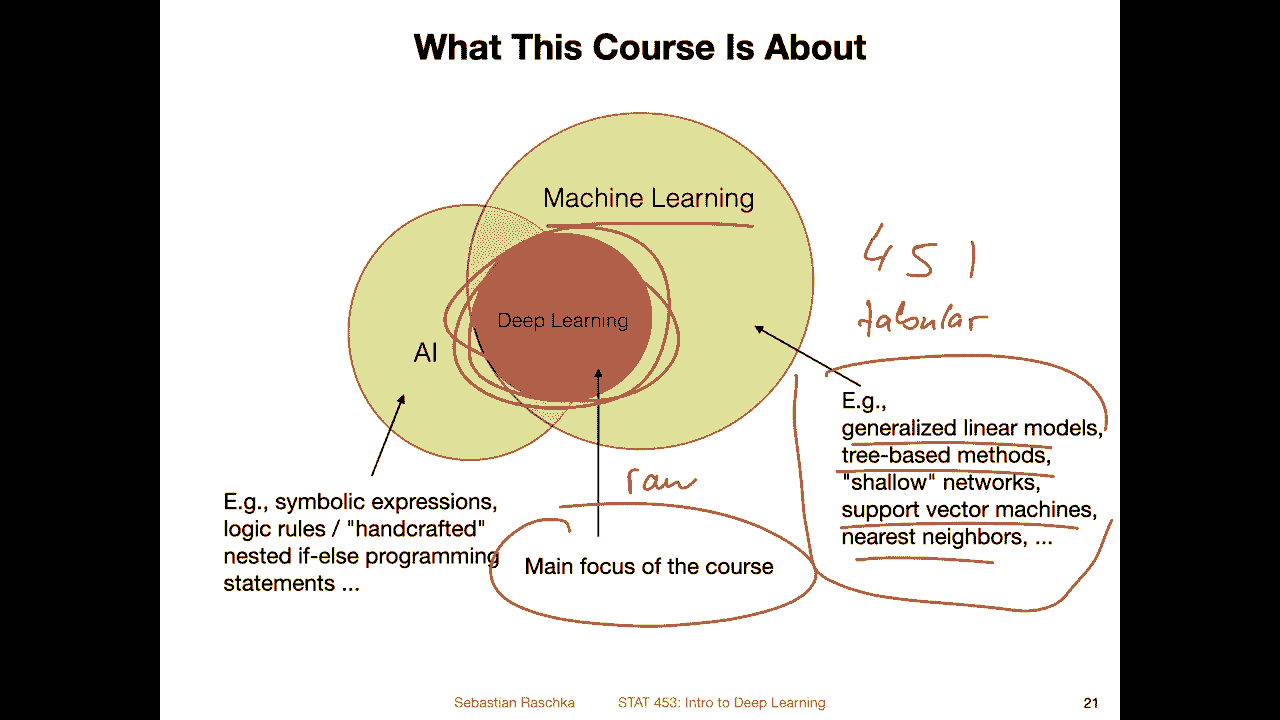 What This Course Is About
Machine Learning
Deep Learning
AI
451
tabular
E.g.,
generalized linear models,
tree-based methods,
"shallow" networks,
support vector machines,
nearest neighbors, ...
E.g., symbolic expressions,
logic rules / "handcrafted"
nested if-else programming
statements ...
raw
Main focus of the course
Sebastian Raschka STAT 453: Intro to Deep Learning 21